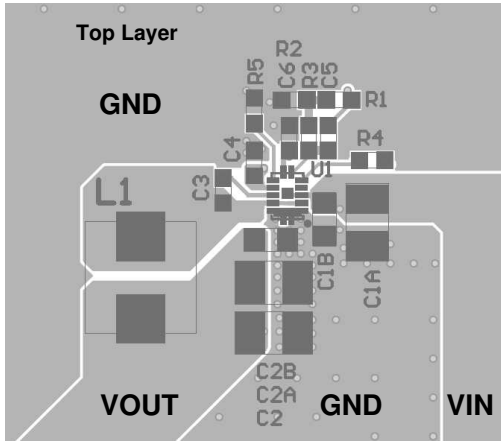 Top Layer
GND
R2
R5
C6
R3
C5
R1
C4
U1
R4
C3
L1
C1B
C1A
C2B
C2A
C2
VOUT
GND
VIN